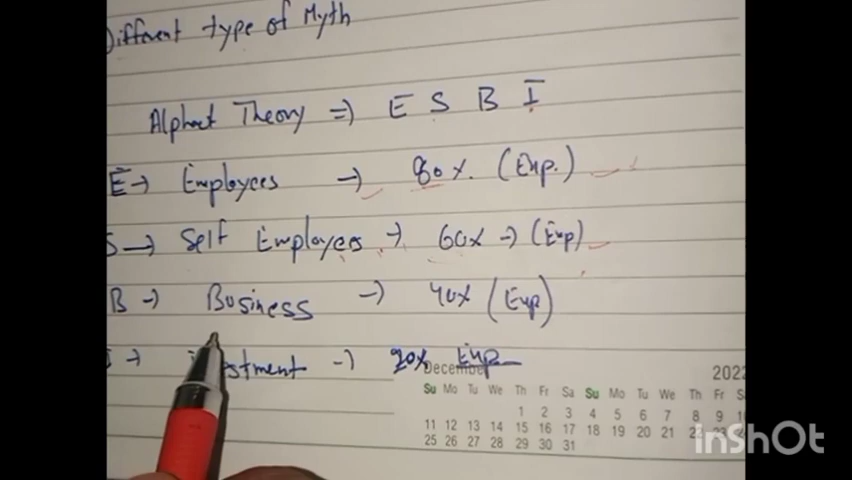 Different type of Myth
Theory => E S B I
E → Employees → 80%. (Exp.)
S → Self Employees → 60% → (Exp)
B → Business → 40% (Exp)
→ 20% Exp
December 2022
Su Mo Tu We Th Fr Sa Su Mo Tu We Th Fr
1 2 3 4 5 6 7 8 9
11 12 13 14 15 16 17 18 19 20 21
25 26 27 28 29 30 31
InShOt